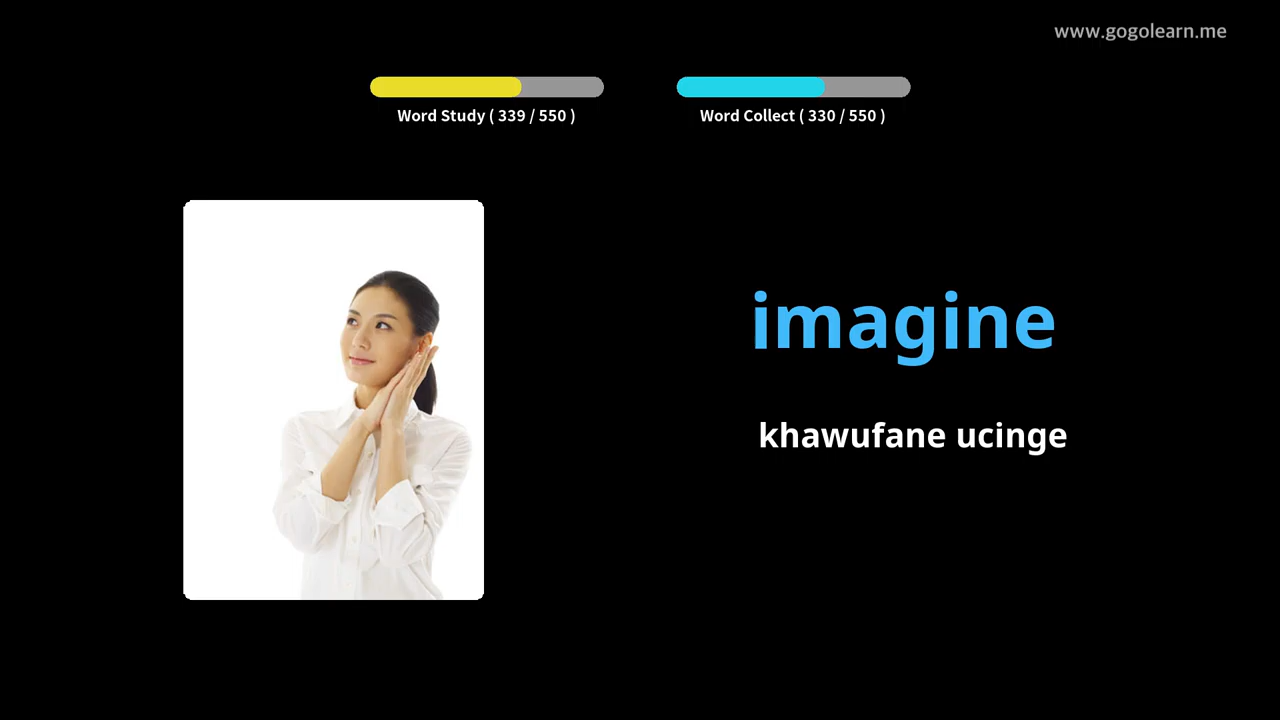 www.gogolearn.me
Word Study ( 339 / 550 )
Word Collect ( 330 / 550 )
imagine
khawufane ucinge